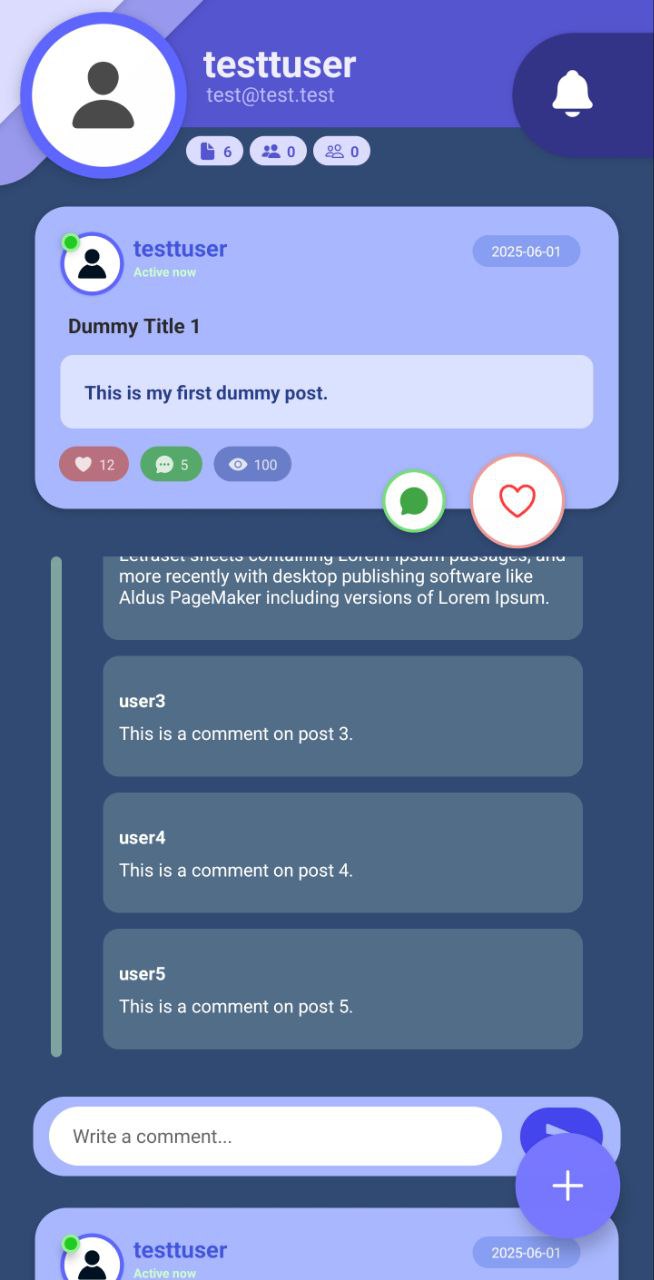 testtuser
test@test.test
6 0 0
testtuser
Active now
2025-06-01
Dummy Title 1
This is my first dummy post.
12 5 100
Letraset sheets containing Lorem Ipsum passages, and
more recently with desktop publishing software like
Aldus PageMaker including versions of Lorem Ipsum.
user3
This is a comment on post 3.
user4
This is a comment on post 4.
user5
This is a comment on post 5.
Write a comment...
testtuser
Active now
2025-06-01